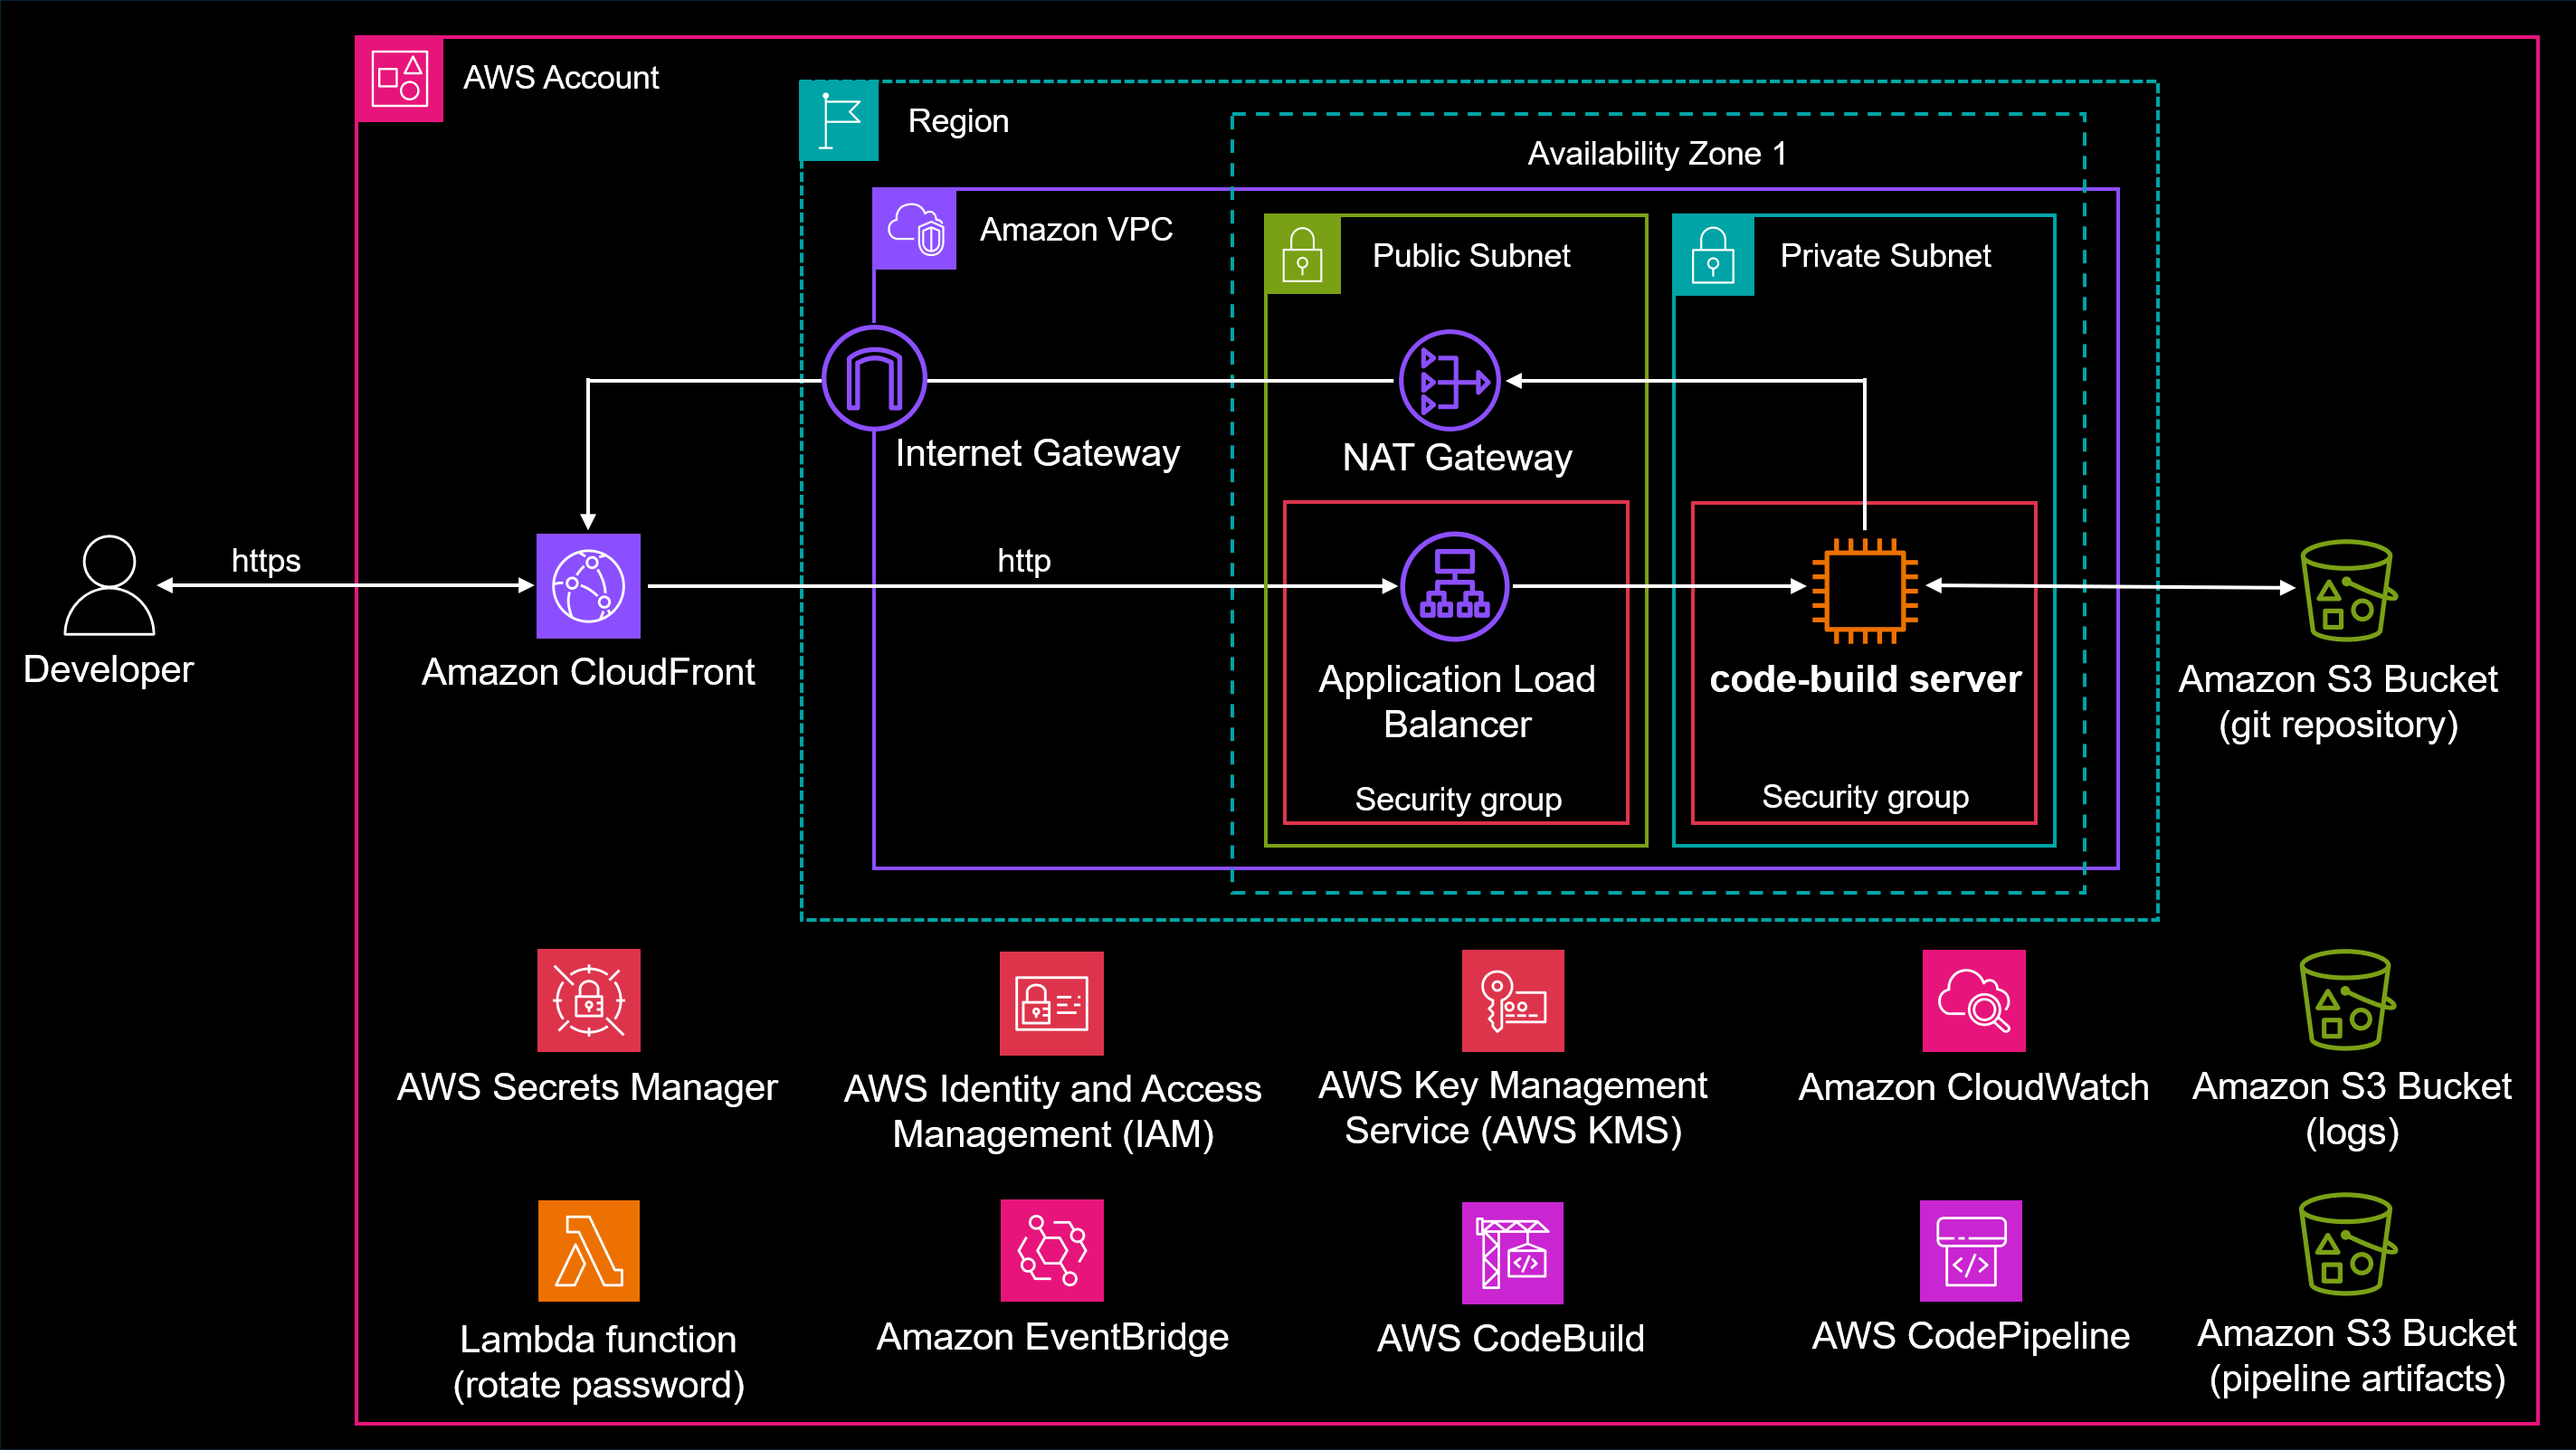 AWS Account
Region
Availability Zone 1
Amazon VPC
Public Subnet
Private Subnet
Internet Gateway
NAT Gateway
https
http
Developer
Amazon CloudFront
Application Load
Balancer
Security group
code-build server
Security group
Amazon S3 Bucket
(git repository)
AWS Secrets Manager
AWS Identity and Access
Management (IAM)
AWS Key Management
Service (AWS KMS)
Amazon CloudWatch
Amazon S3 Bucket
(logs)
Lambda function
(rotate password)
Amazon EventBridge
AWS CodeBuild
AWS CodePipeline
Amazon S3 Bucket
(pipeline artifacts)